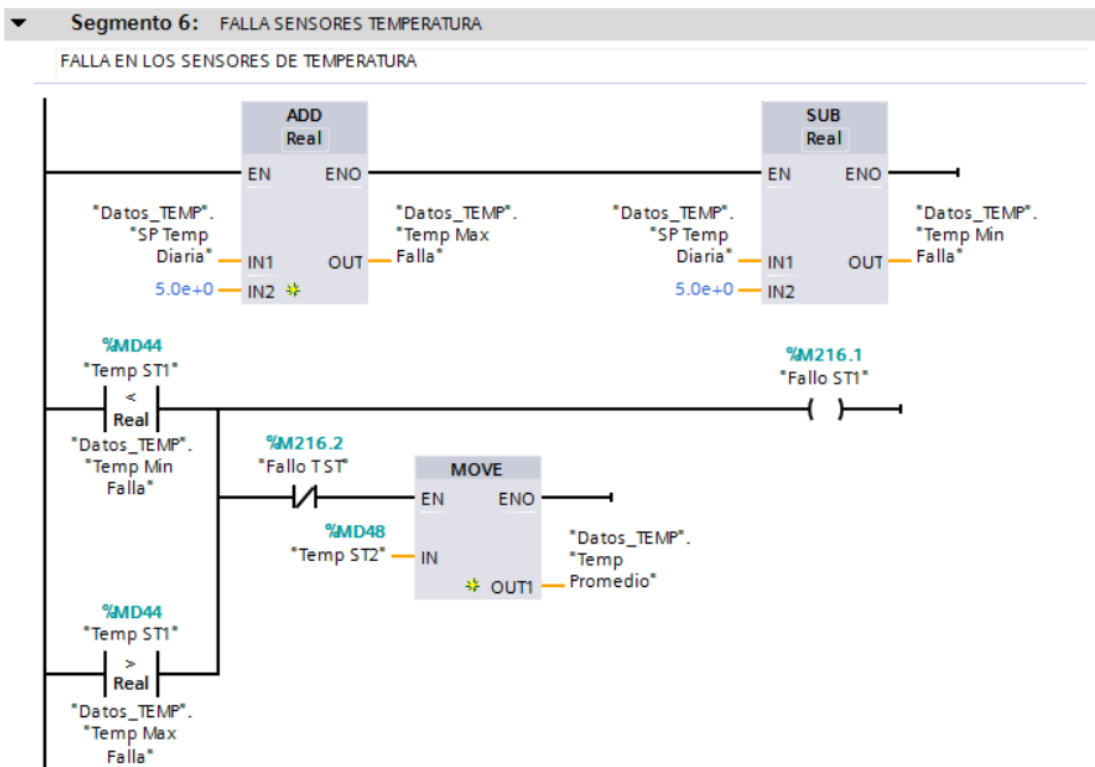 Segmento 6: FALLA SENSORES TEMPERATURA
FALLA EN LOS SENSORES DE TEMPERATURA
ADD
Real
EN ENO
"Datos_TEMP".
"SP Temp
Diaria"
IN1
5.0e+0
IN2
OUT
"Datos_TEMP".
"Temp Max
Falla"
SUB
Real
EN ENO
"Datos_TEMP".
"SP Temp
Diaria"
IN1
5.0e+0
IN2
OUT
"Datos_TEMP".
"Temp Min
Falla"
%MD44
"Temp ST1"
<
Real
"Datos_TEMP".
"Temp Min
Falla"
%M216.1
"Fallo ST1"
%M216.2
"Fallo T ST"
MOVE
EN ENO
%MD48
"Temp ST2"
IN
OUT1
"Datos_TEMP".
"Temp
Promedio"
%MD44
"Temp ST1"
>
Real
"Datos_TEMP".
"Temp Max
Falla"